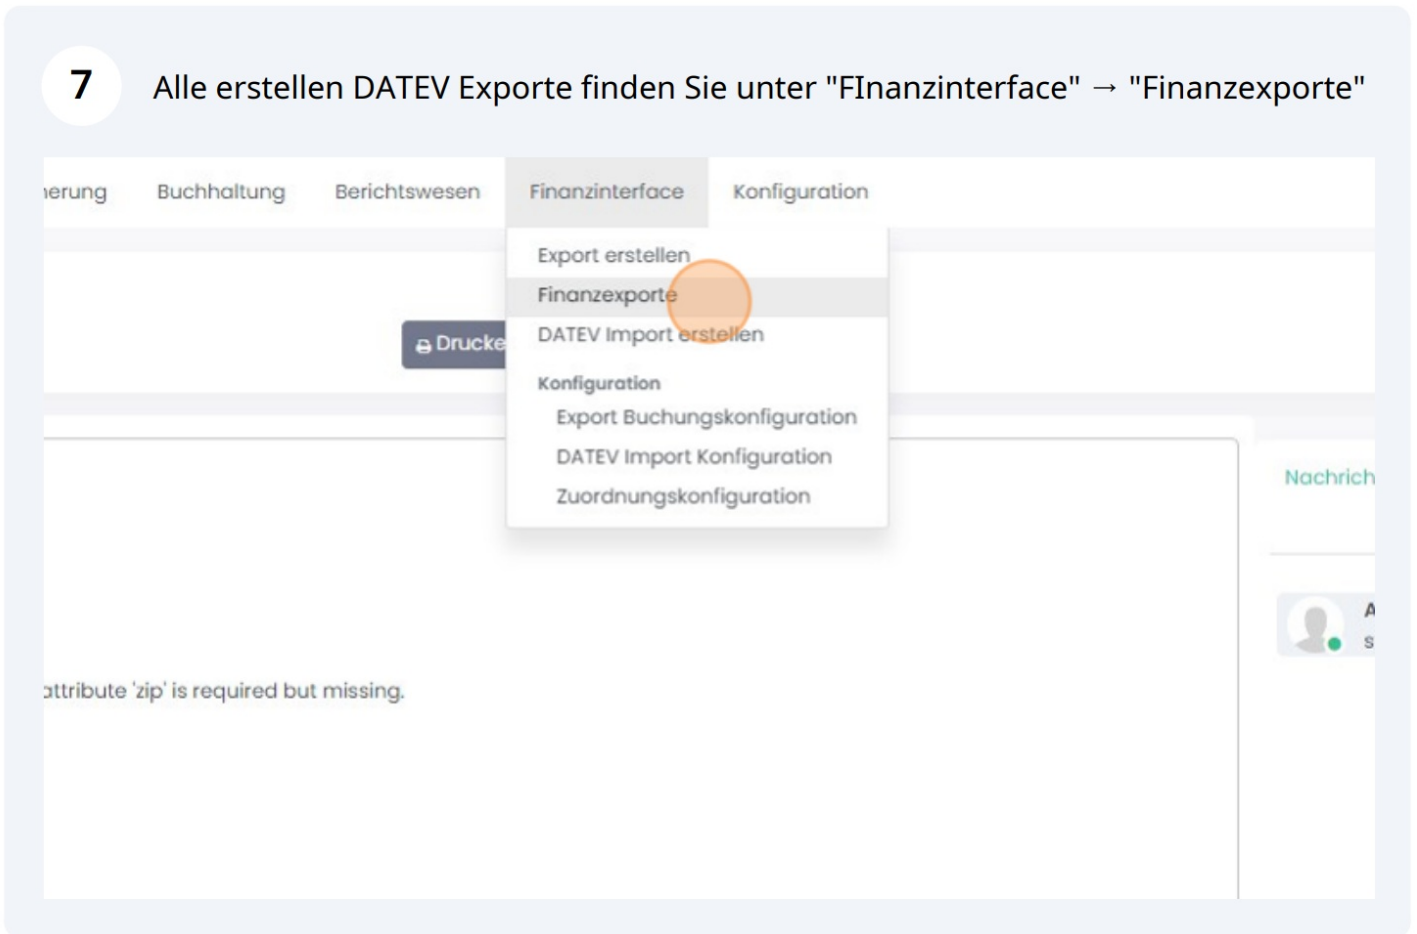 7 Alle erstellen DATEV Exporte finden Sie unter "FInanzinterface" → "Finanzexporte"
Buchhaltung Berichtswesen Finanzinterface Konfiguration
Export erstellen
Finanzexporte
DATEV Import erstellen
Drucke
Konfiguration
Export Buchungskonfiguration
DATEV Import Konfiguration
Zuordnungskonfiguration
Nachrich
A
s
attribute 'zip' is required but missing.